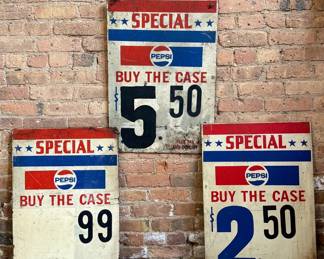 SPECIAL
PEPSI
BUY THE CASE
$5 50
SPECIAL
PEPSI
BUY THE CASE
$ 99
SPECIAL
PEPSI
BUY THE CASE
$2 50